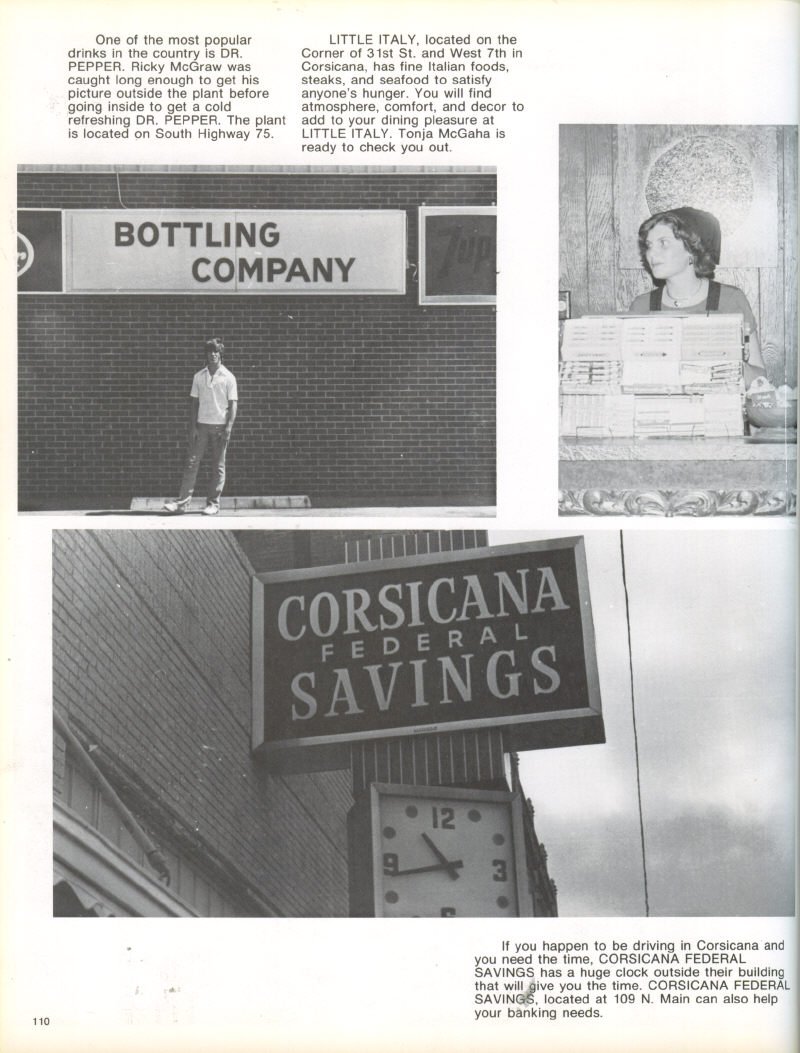 One of the most popular
drinks in the country is DR.
PEPPER. Ricky McGraw was
caught long enough to get his
picture outside the plant before
going inside to get a cold
refreshing DR. PEPPER. The plant
is located on South Highway 75.
LITTLE ITALY, located on the
Corner of 31st St. and West 7th in
Corsicana, has fine Italian foods,
steaks, and seafood to satisfy
anyone's hunger. You will find
atmosphere, comfort, and decor to
add to your dining pleasure at
LITTLE ITALY. Tonja McGaha is
ready to check you out.
BOTTLING
COMPANY
7up
CORSICANA
FEDERAL
SAVINGS
12
9
3
6
If you happen to be driving in Corsicana and
you need the time, CORSICANA FEDERAL
SAVINGS has a huge clock outside their building
that will give you the time. CORSICANA FEDERAL
SAVINGS, located at 109 N. Main can also help
your banking needs.
110